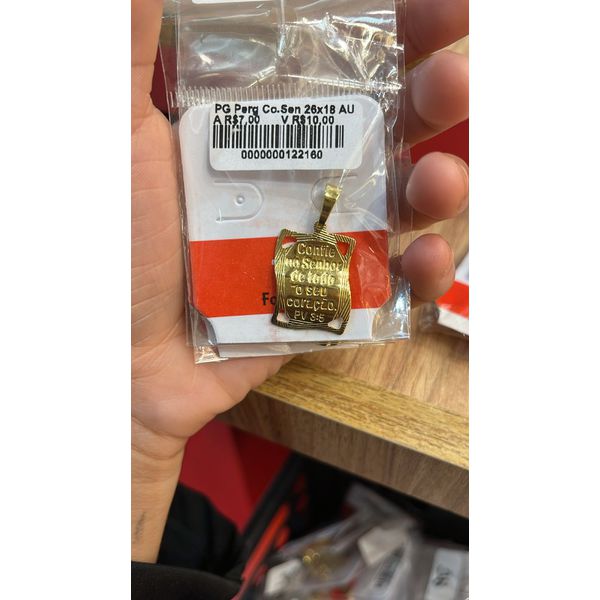 PG Perg Co.Sen 26x18 AU
A R$7,00 V R$10,00
0000000122160
Confie
no Senhor
de todo
o seu
coração.
PV 3:5
Fo